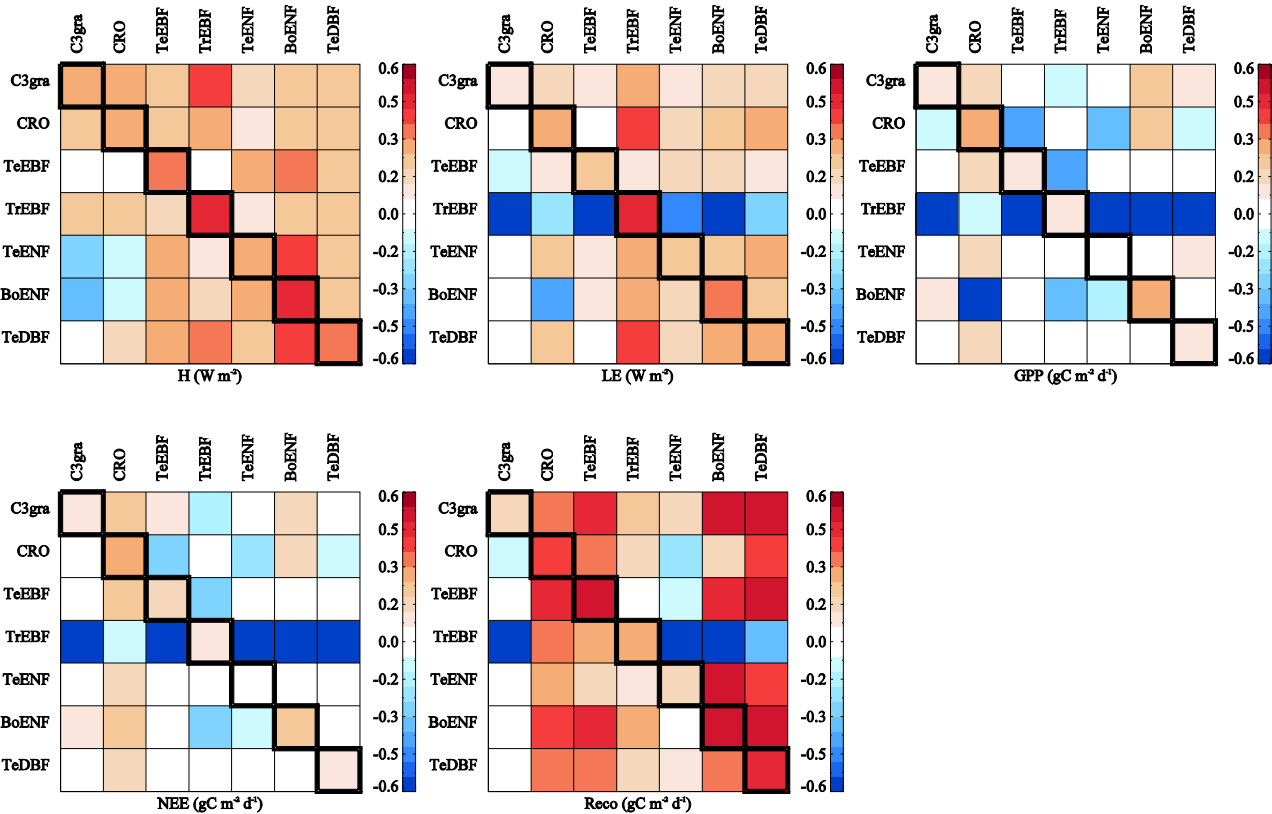 C3gra CRO TeEBF TrEBF TeENF BoENF TeDBF
C3gra
CRO
TeEBF
TrEBF
TeENF
BoENF
TeDBF
0.6
0.5
0.3
0.2
0.0
-0.2
-0.3
-0.5
-0.6
H (W m⁻²)
C3gra CRO TeEBF TrEBF TeENF BoENF TeDBF
0.6
0.5
0.3
0.2
0.0
-0.2
-0.3
-0.5
-0.6
LE (W m⁻²)
C3gra CRO TeEBF TrEBF TeENF BoENF TeDBF
C3gra
CRO
TeEBF
TrEBF
TeENF
BoENF
TeDBF
0.6
0.5
0.3
0.2
0.0
-0.2
-0.3
-0.5
-0.6
GPP (gC m⁻² d⁻¹)
C3gra CRO TeEBF TrEBF TeENF BoENF TeDBF
C3gra
CRO
TeEBF
TrEBF
TeENF
BoENF
TeDBF
0.6
0.5
0.3
0.2
0.0
-0.2
-0.3
-0.5
-0.6
NEE (gC m⁻² d⁻¹)
C3gra CRO TeEBF TrEBF TeENF BoENF TeDBF
C3gra
CRO
TeEBF
TrEBF
TeENF
BoENF
TeDBF
0.6
0.5
0.3
0.2
0.0
-0.2
-0.3
-0.5
-0.6
Reco (gC m⁻² d⁻¹)